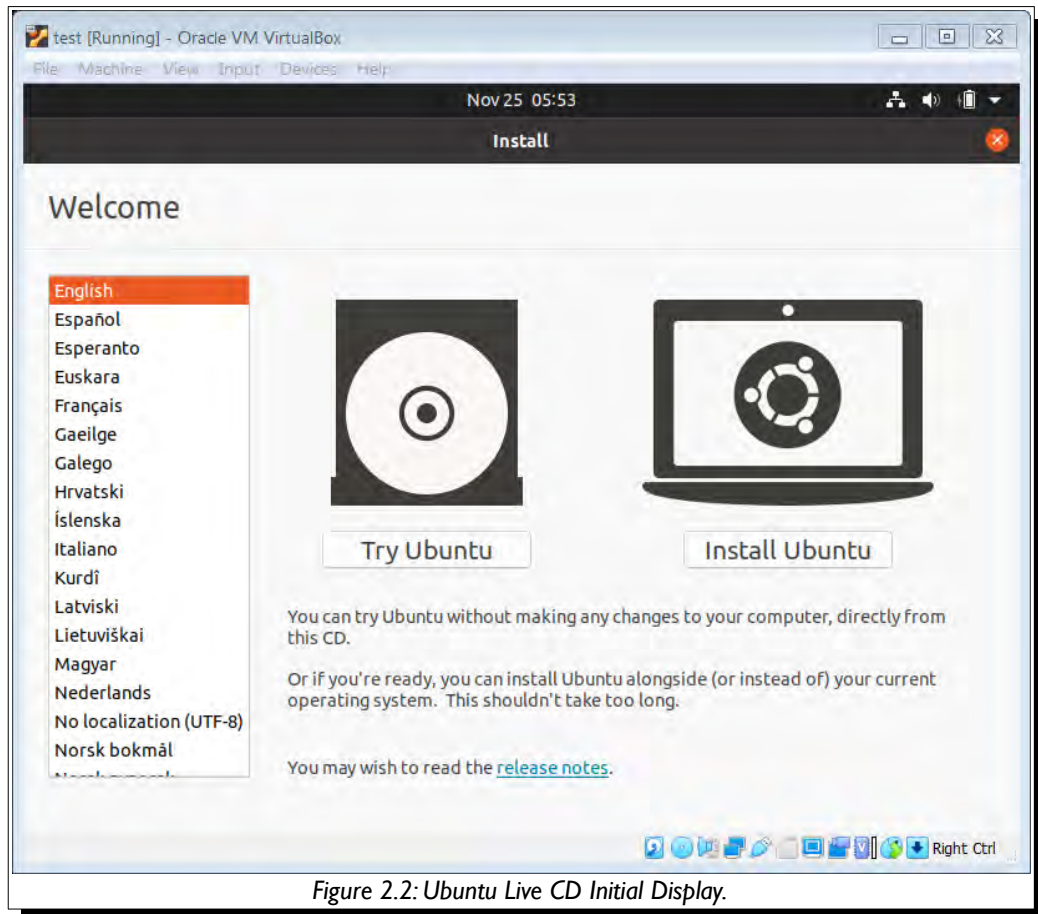 test [Running] - Oracle VM VirtualBox
File Machine View Input Devices Help
Nov 25 05:53
Install
Welcome
English
Español
Esperanto
Euskara
Français
Gaeilge
Galego
Hrvatski
Íslenska
Italiano
Kurdî
Latviski
Lietuviškai
Magyar
Nederlands
No localization (UTF-8)
Norsk bokmål
Try Ubuntu
Install Ubuntu
You can try Ubuntu without making any changes to your computer, directly from
this CD.
Or if you're ready, you can install Ubuntu alongside (or instead of) your current
operating system. This shouldn't take too long.
You may wish to read the release notes.
Right Ctrl
Figure 2.2: Ubuntu Live CD Initial Display.